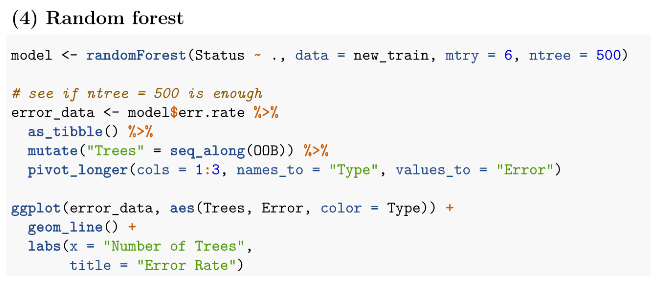 (4) Random forest
model <- randomForest(Status ~ ., data = new_train, mtry = 6, ntree = 500)
# see if ntree = 500 is enough
error_data <- model$err.rate %>%
  as_tibble() %>%
  mutate("Trees" = seq_along(OOB)) %>%
  pivot_longer(cols = 1:3, names_to = "Type", values_to = "Error")
ggplot(error_data, aes(Trees, Error, color = Type)) +
  geom_line() +
  labs(x = "Number of Trees",
       title = "Error Rate")